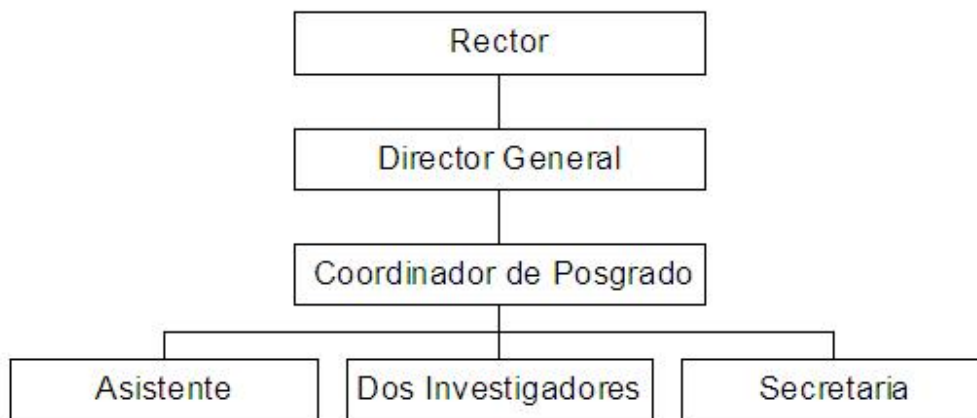 Rector
Director General
Coordinador de Posgrado
Asistente
Dos Investigadores
Secretaria